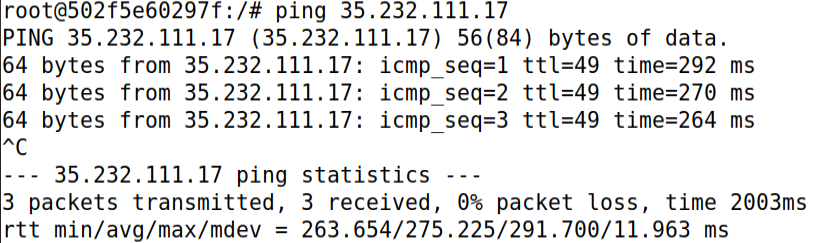 root@502f5e60297f:/# ping 35.232.111.17
PING 35.232.111.17 (35.232.111.17) 56(84) bytes of data.
64 bytes from 35.232.111.17: icmp_seq=1 ttl=49 time=292 ms
64 bytes from 35.232.111.17: icmp_seq=2 ttl=49 time=270 ms
64 bytes from 35.232.111.17: icmp_seq=3 ttl=49 time=264 ms
^C
--- 35.232.111.17 ping statistics ---
3 packets transmitted, 3 received, 0% packet loss, time 2003ms
rtt min/avg/max/mdev = 263.654/275.225/291.700/11.963 ms